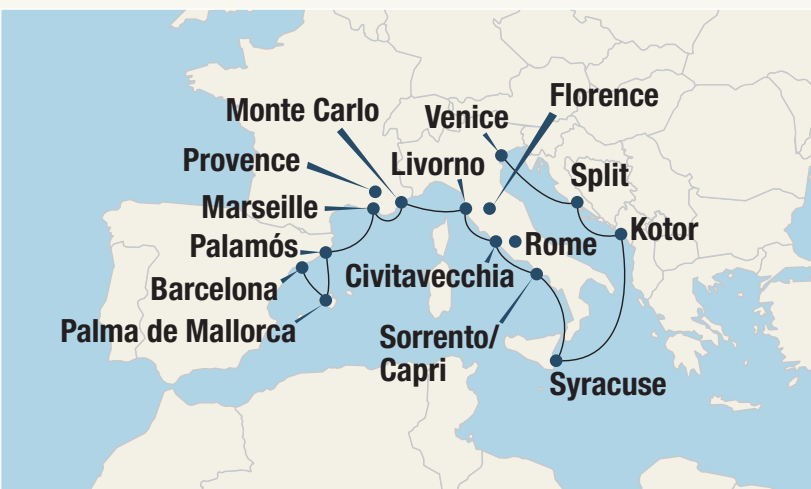 Florence
Monte Carlo
Venice
Provence
Livorno
Split
Marseille
Kotor
Palamós
Rome
Civitavecchia
Barcelona
Palma de Mallorca
Sorrento/
Capri
Syracuse